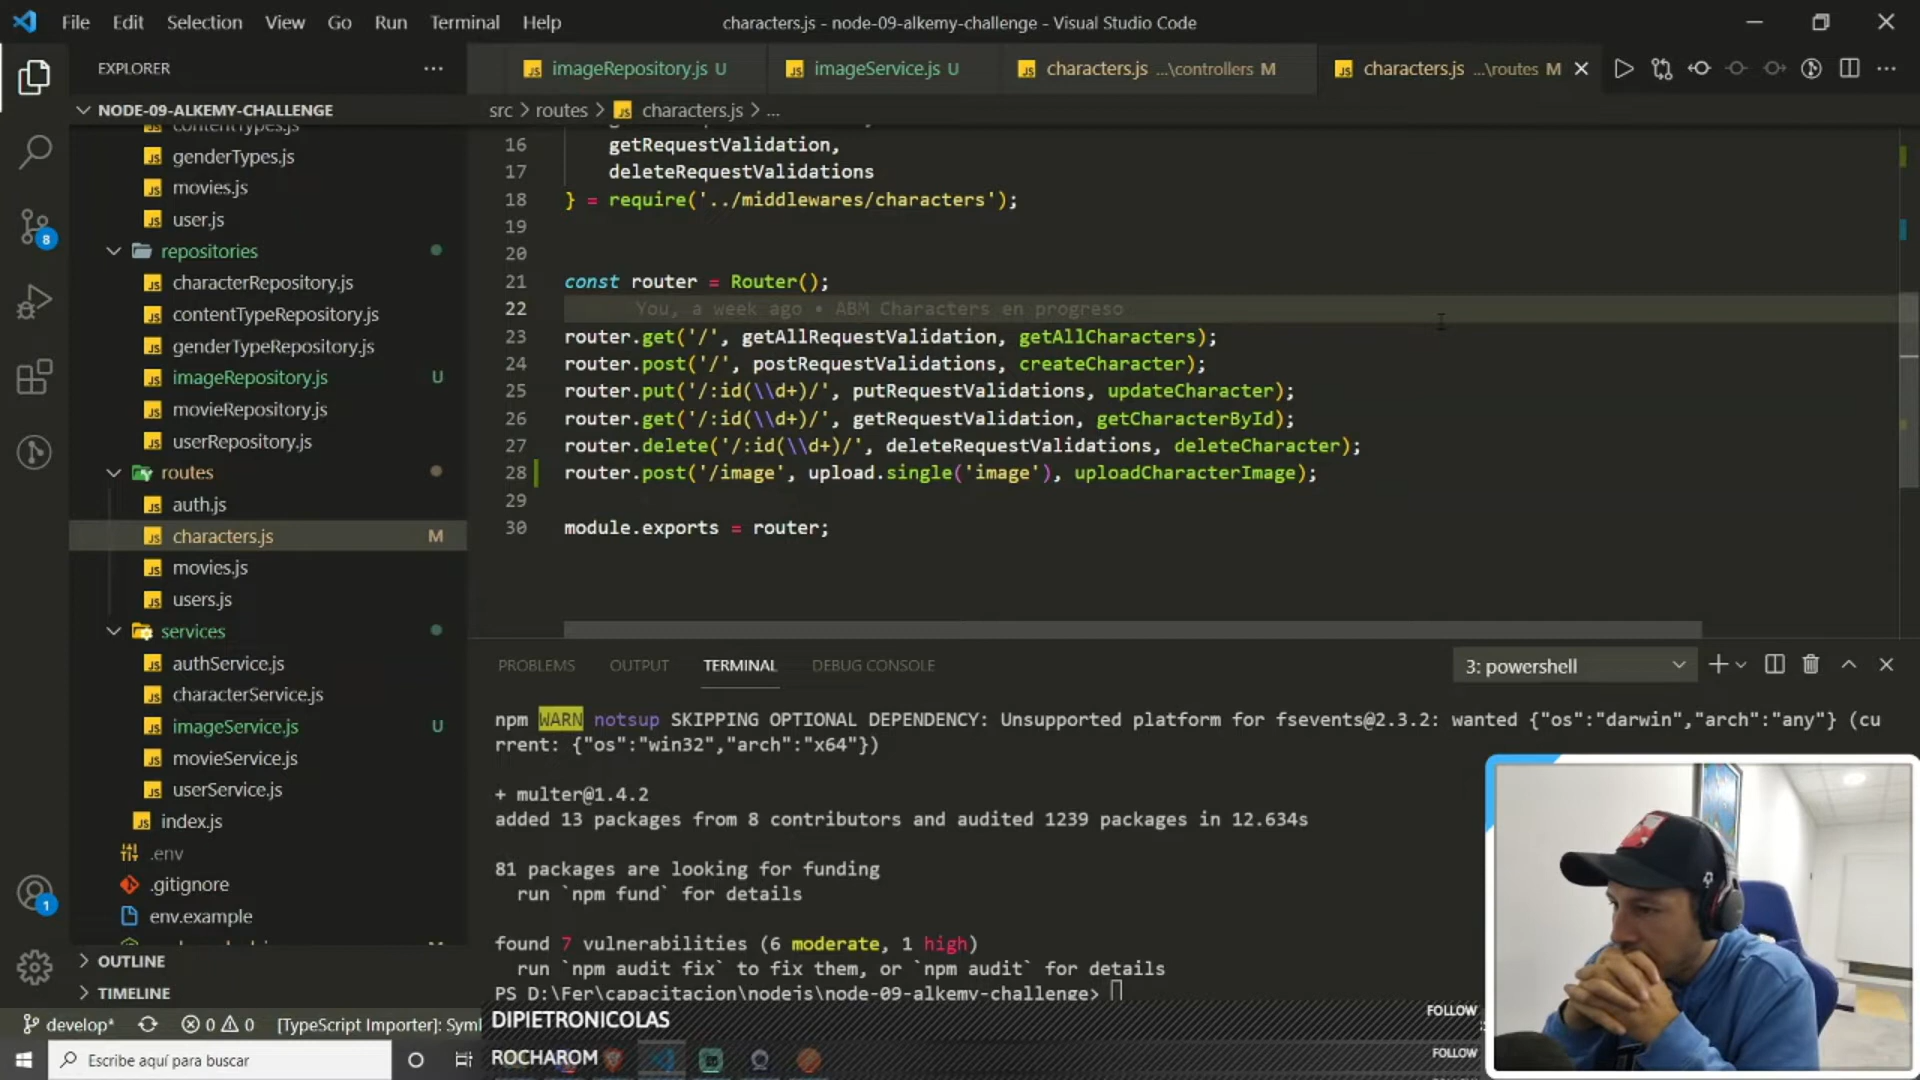 File Edit Selection View Go Run Terminal Help
characters.js - node-09-alkemy-challenge - Visual Studio Code
EXPLORER
imageRepository.js U
imageService.js U
characters.js ...\controllers M
characters.js ...\routes M
NODE-09-ALKEMY-CHALLENGE
contentTypes.js
genderTypes.js
movies.js
user.js
repositories
characterRepository.js
contentTypeRepository.js
genderTypeRepository.js
imageRepository.js U
movieRepository.js
userRepository.js
routes
auth.js
characters.js M
movies.js
users.js
services
authService.js
characterService.js
imageService.js U
movieService.js
userService.js
index.js
.env
.gitignore
env.example
OUTLINE
TIMELINE
8
1
src > routes > characters.js > ...
16 getRequestValidation,
17 deleteRequestValidations
18 } = require('../middlewares/characters');
19
20
21 const router = Router();
22 You, a week ago • ABM Characters en progreso
23 router.get('/', getAllRequestValidation, getAllCharacters);
24 router.post('/', postRequestValidations, createCharacter);
25 router.put('/:id(\\d+)/', putRequestValidations, updateCharacter);
26 router.get('/:id(\\d+)/', getRequestValidation, getCharacterById);
27 router.delete('/:id(\\d+)/', deleteRequestValidations, deleteCharacter);
28 router.post('/image', upload.single('image'), uploadCharacterImage);
29
30 module.exports = router;
PROBLEMS OUTPUT TERMINAL DEBUG CONSOLE
3: powershell
npm WARN notsup SKIPPING OPTIONAL DEPENDENCY: Unsupported platform for fsevents@2.3.2: wanted {"os":"darwin","arch":"any"} (cu
rrent: {"os":"win32","arch":"x64"})
+ multer@1.4.2
added 13 packages from 8 contributors and audited 1239 packages in 12.634s
81 packages are looking for funding
run `npm fund` for details
found 7 vulnerabilities (6 moderate, 1 high)
run `npm audit fix` to fix them, or `npm audit` for details
PS D:\Fer\capacitacion\nodejs\node-09-alkemy-challenge>
develop* 0 0 [TypeScript Importer]: Syml
DIPIETRONICOLAS FOLLOW
ROCHAROM FOLLOW
Escribe aquí para buscar